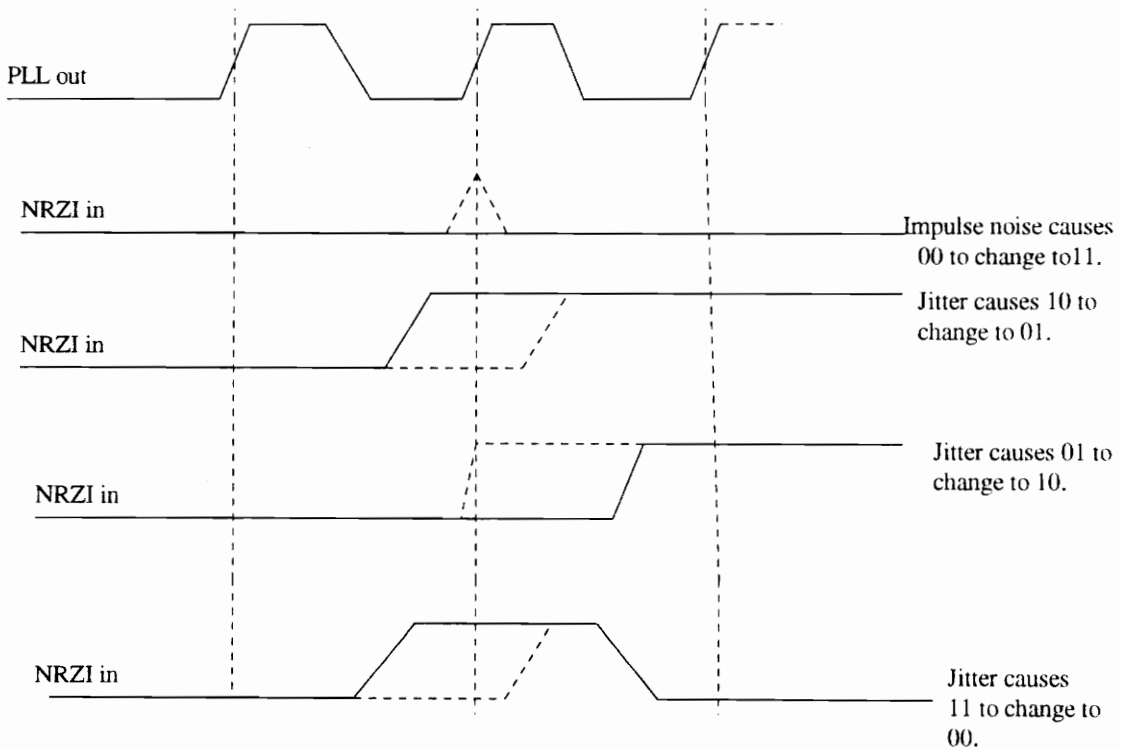 PLL out
NRZI in
Impulse noise causes
00 to change to11.
Jitter causes 10 to
change to 01.
NRZI in
Jitter causes 01 to
change to 10.
NRZI in
NRZI in
Jitter causes
11 to change to
00.